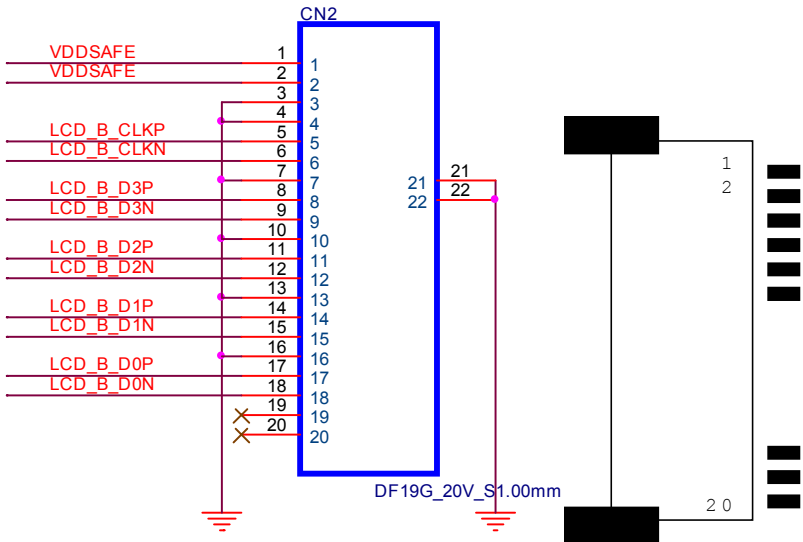 CN2
VDDSAFE 1 1
VDDSAFE 2 2
3 3
4 4
LCD_B_CLKP 5 5
LCD_B_CLKN 6 6
7 7
LCD_B_D3P 8 8
LCD_B_D3N 9 9
10 10
LCD_B_D2P 11 11
LCD_B_D2N 12 12
13 13
LCD_B_D1P 14 14
LCD_B_D1N 15 15
16 16
LCD_B_D0P 17 17
LCD_B_D0N 18 18
19 19
20 20
21 21
22 22
DF19G_20V_S1.00mm
1
2
20